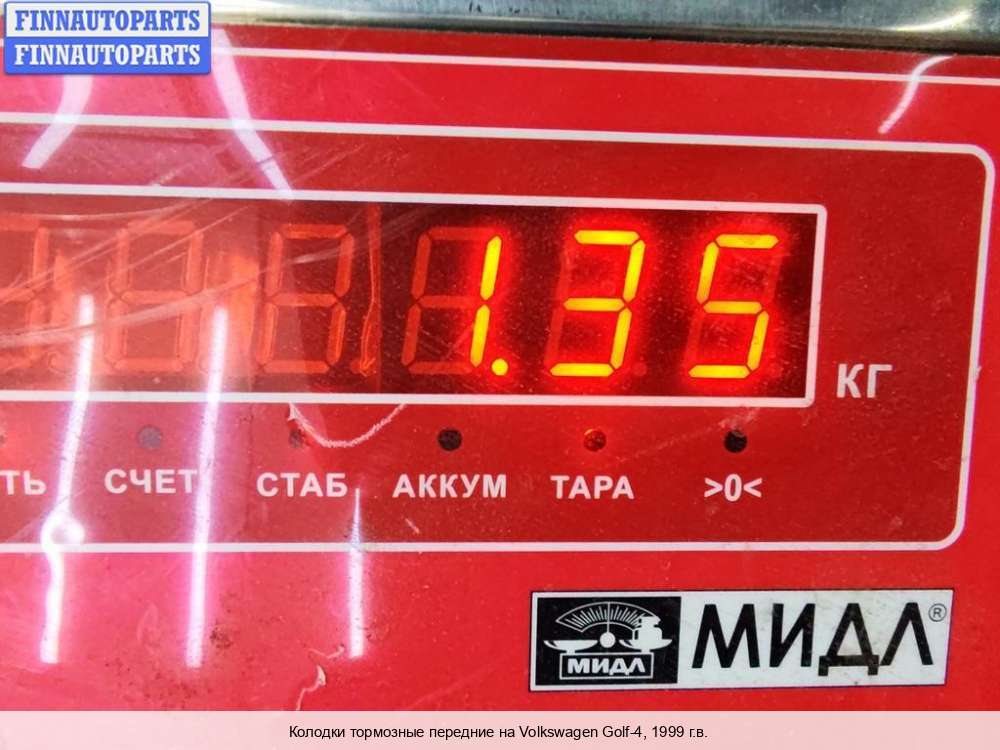 FINNAUTOPARTS
FINNAUTOPARTS
1.35
КГ
ТЬ СЧЕТ СТАБ АККУМ ТАРА >0<
МИДЛ МИДЛ®
Колодки тормозные передние на Volkswagen Golf-4, 1999 г.в.